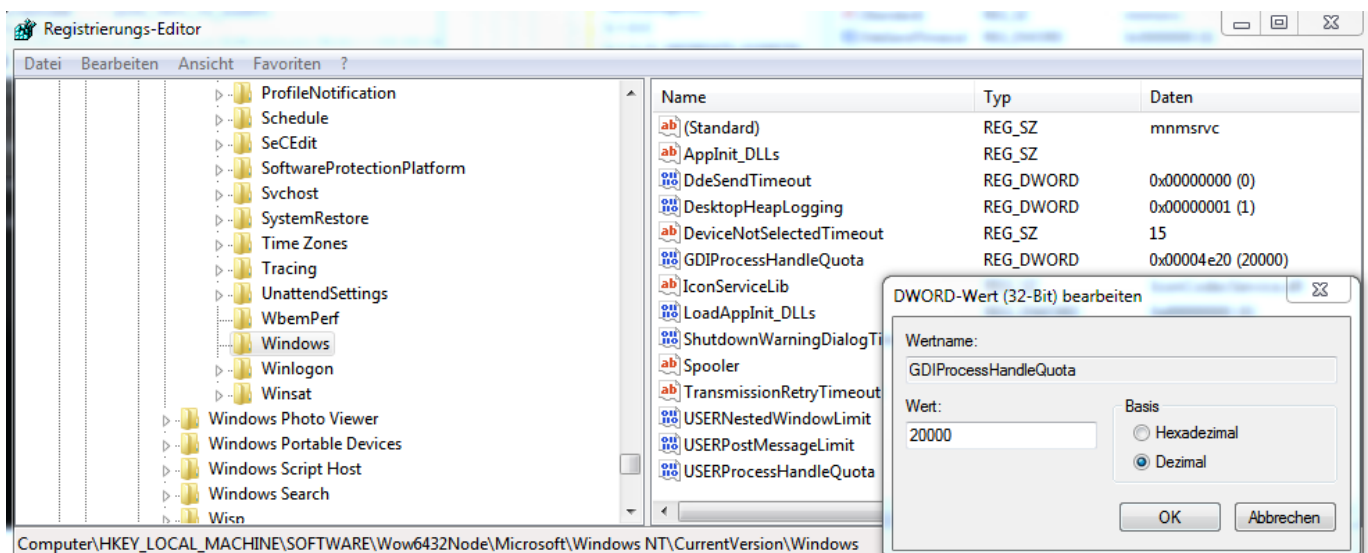 Registrierungs-Editor
Datei Bearbeiten Ansicht Favoriten ?
ProfileNotification
Schedule
SeCEdit
SoftwareProtectionPlatform
Svchost
SystemRestore
Time Zones
Tracing
UnattendSettings
WbemPerf
Windows
Winlogon
Winsat
Windows Photo Viewer
Windows Portable Devices
Windows Script Host
Windows Search
Wisp
Name Typ Daten
(Standard) REG_SZ mnmsrvc
AppInit_DLLs REG_SZ
DdeSendTimeout REG_DWORD 0x00000000 (0)
DesktopHeapLogging REG_DWORD 0x00000001 (1)
DeviceNotSelectedTimeout REG_SZ 15
GDIProcessHandleQuota REG_DWORD 0x00004e20 (20000)
IconServiceLib
LoadAppInit_DLLs
ShutdownWarningDialogTi
Spooler
TransmissionRetryTimeout
USERNestedWindowLimit
USERPostMessageLimit
USERProcessHandleQuota
DWORD-Wert (32-Bit) bearbeiten
Wertname:
GDIProcessHandleQuota
Wert:
20000
Basis
Hexadezimal
Dezimal
OK Abbrechen
Computer\HKEY_LOCAL_MACHINE\SOFTWARE\Wow6432Node\Microsoft\Windows NT\CurrentVersion\Windows